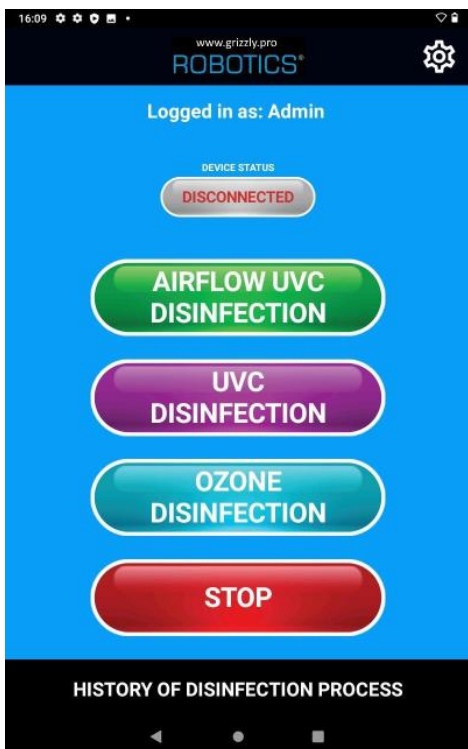 16:09
www.grizzly.pro
ROBOTICS®
Logged in as: Admin
DEVICE STATUS
DISCONNECTED
AIRFLOW UVC
DISINFECTION
UVC
DISINFECTION
OZONE
DISINFECTION
STOP
HISTORY OF DISINFECTION PROCESS